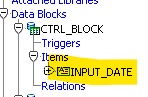 Attached Libraries
Data Blocks
CTRL_BLOCK
Triggers
Items
INPUT_DATE
Relations